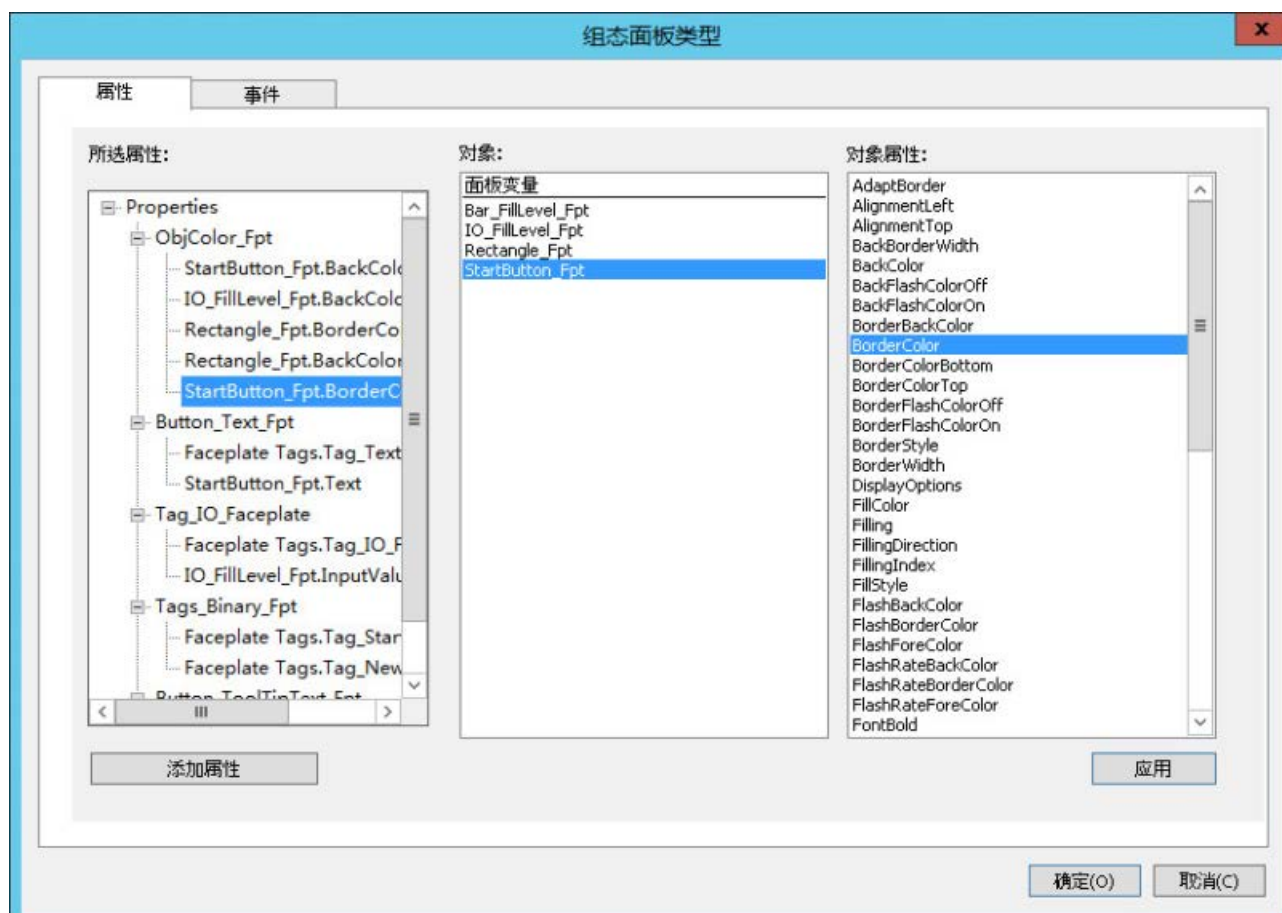 组态面板类型
x
属性
事件
所选属性:
Properties
ObjColor_Fpt
StartButton_Fpt.BackColo
IO_FillLevel_Fpt.BackColo
Rectangle_Fpt.BorderCo
Rectangle_Fpt.BackColor
StartButton_Fpt.BorderC
Button_Text_Fpt
Faceplate Tags.Tag_Text
StartButton_Fpt.Text
Tag_IO_Faceplate
Faceplate Tags.Tag_IO_F
IO_FillLevel_Fpt.InputValu
Tags_Binary_Fpt
Faceplate Tags.Tag_Star
Faceplate Tags.Tag_New
Button_ToolTipText_Fpt
添加属性
对象:
面板变量
Bar_FillLevel_Fpt
IO_FillLevel_Fpt
Rectangle_Fpt
StartButton_Fpt
对象属性:
AdaptBorder
AlignmentLeft
AlignmentTop
BackBorderWidth
BackColor
BackFlashColorOff
BackFlashColorOn
BorderBackColor
BorderColor
BorderColorBottom
BorderColorTop
BorderFlashColorOff
BorderFlashColorOn
BorderStyle
BorderWidth
DisplayOptions
FillColor
Filling
FillingDirection
FillingIndex
FillStyle
FlashBackColor
FlashBorderColor
FlashForeColor
FlashRateBackColor
FlashRateBorderColor
FlashRateForeColor
FontBold
应用
确定(O)
取消(C)